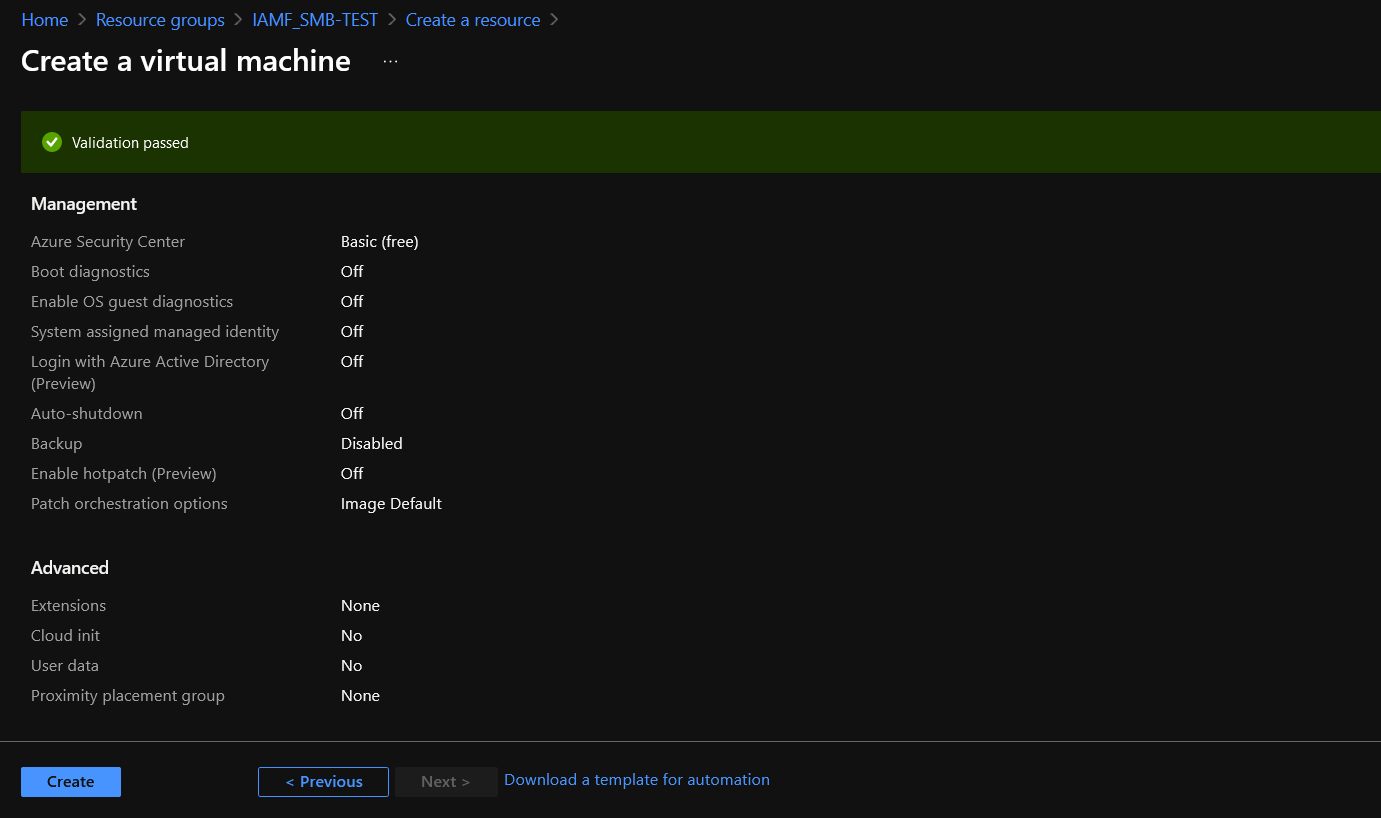 Home > Resource groups > IAMF_SMB-TEST > Create a resource >
Create a virtual machine ...
Validation passed
Management
Azure Security Center Basic (free)
Boot diagnostics Off
Enable OS guest diagnostics Off
System assigned managed identity Off
Login with Azure Active Directory Off
(Preview)
Auto-shutdown Off
Backup Disabled
Enable hotpatch (Preview) Off
Patch orchestration options Image Default
Advanced
Extensions None
Cloud init No
User data No
Proximity placement group None
Create < Previous Next > Download a template for automation